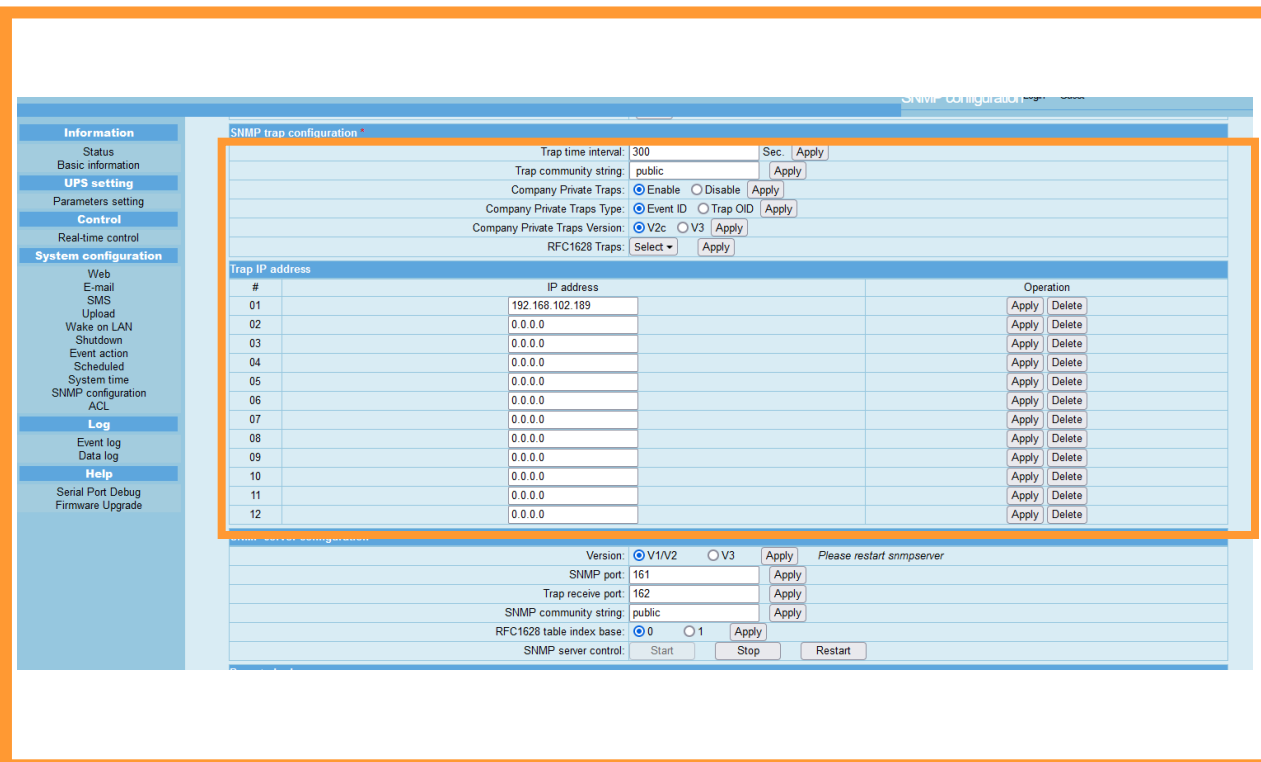 SNMP configuration
Information
Status
Basic information
UPS setting
Parameters setting
Control
Real-time control
System configuration
Web
E-mail
SMS
Upload
Wake on LAN
Shutdown
Event action
Scheduled
System time
SNMP configuration
ACL
Log
Event log
Data log
Help
Serial Port Debug
Firmware Upgrade
SNMP trap configuration *
Trap time interval: 300 Sec. Apply
Trap community string: public Apply
Company Private Traps: Enable Disable Apply
Company Private Traps Type: Event ID Trap OID Apply
Company Private Traps Version: V2c V3 Apply
RFC1628 Traps: Select Apply
Trap IP address
# IP address Operation
01 192.168.102.189 Apply Delete
02 0.0.0.0 Apply Delete
03 0.0.0.0 Apply Delete
04 0.0.0.0 Apply Delete
05 0.0.0.0 Apply Delete
06 0.0.0.0 Apply Delete
07 0.0.0.0 Apply Delete
08 0.0.0.0 Apply Delete
09 0.0.0.0 Apply Delete
10 0.0.0.0 Apply Delete
11 0.0.0.0 Apply Delete
12 0.0.0.0 Apply Delete
Version: V1/V2 V3 Apply Please restart snmpserver
SNMP port: 161 Apply
Trap receive port: 162 Apply
SNMP community string: public Apply
RFC1628 table index base: 0 1 Apply
SNMP server control: Start Stop Restart